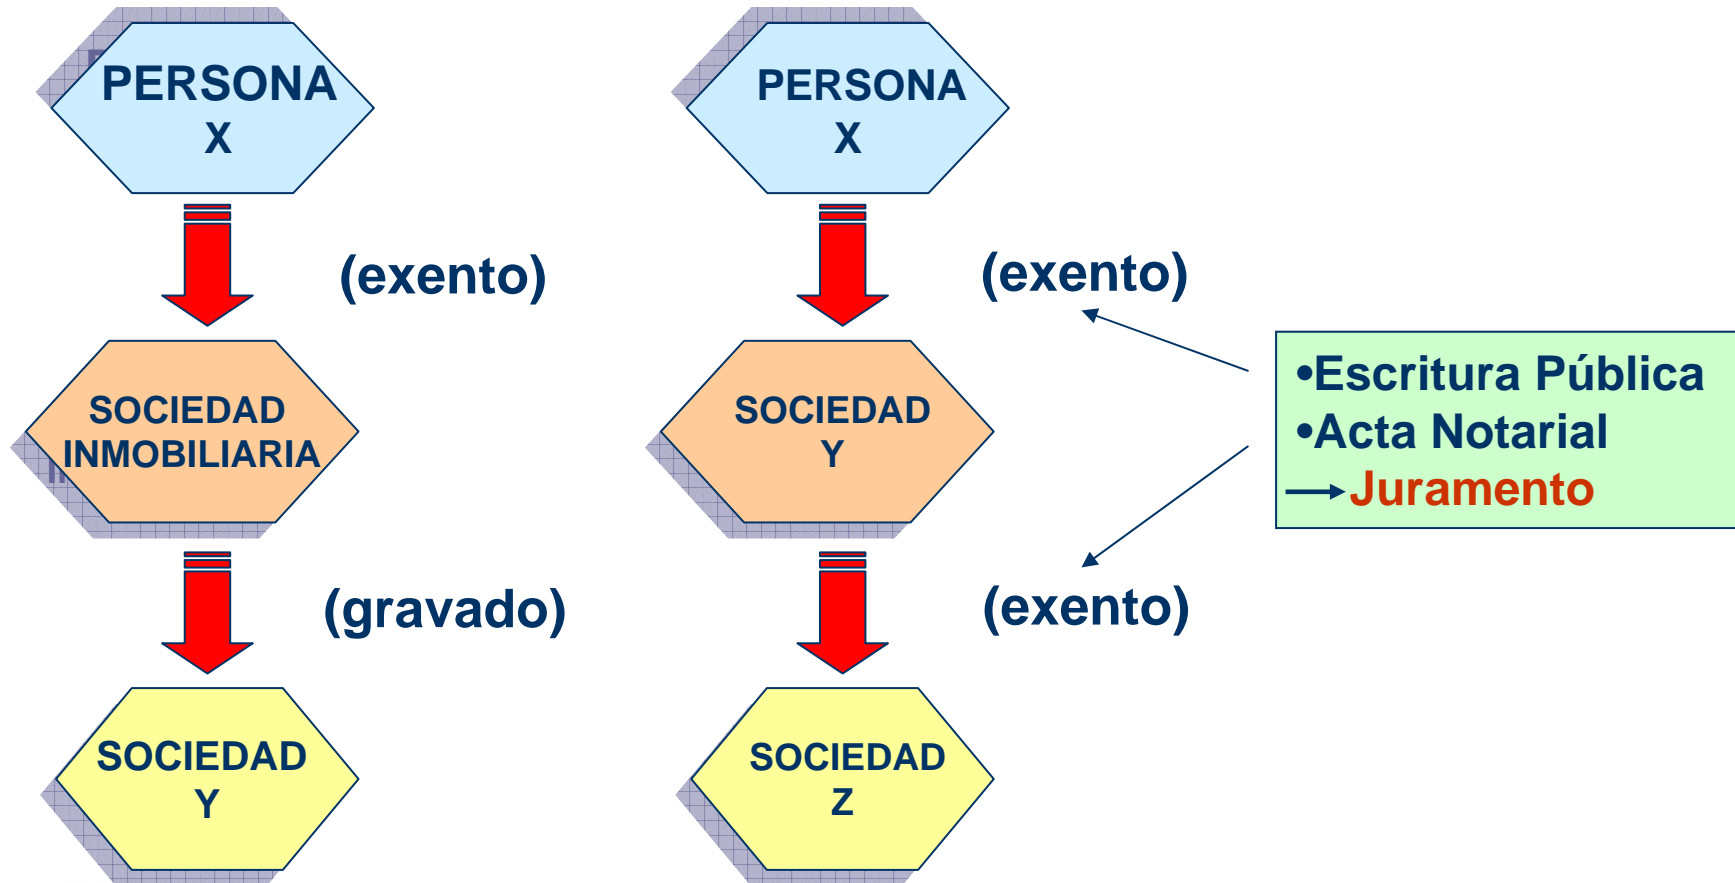 PERSONA
X
(exento)
SOCIEDAD
INMOBILIARIA
(gravado)
SOCIEDAD
Y
PERSONA
X
(exento)
SOCIEDAD
Y
(exento)
SOCIEDAD
Z
•Escritura Pública
•Acta Notarial
Juramento